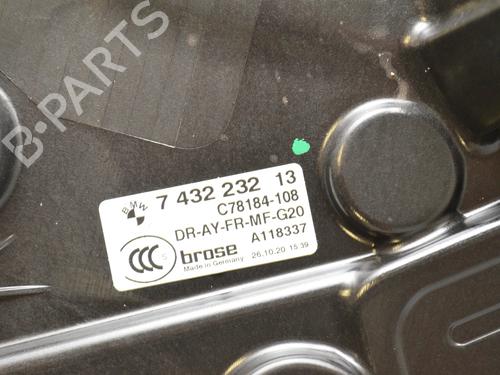 B-PARTS
BMW 7 432 232 13
C78184-108
DR-AY-FR-MF-G20
CCC S brose A118337
Made in Germany 26.10.20 15:39